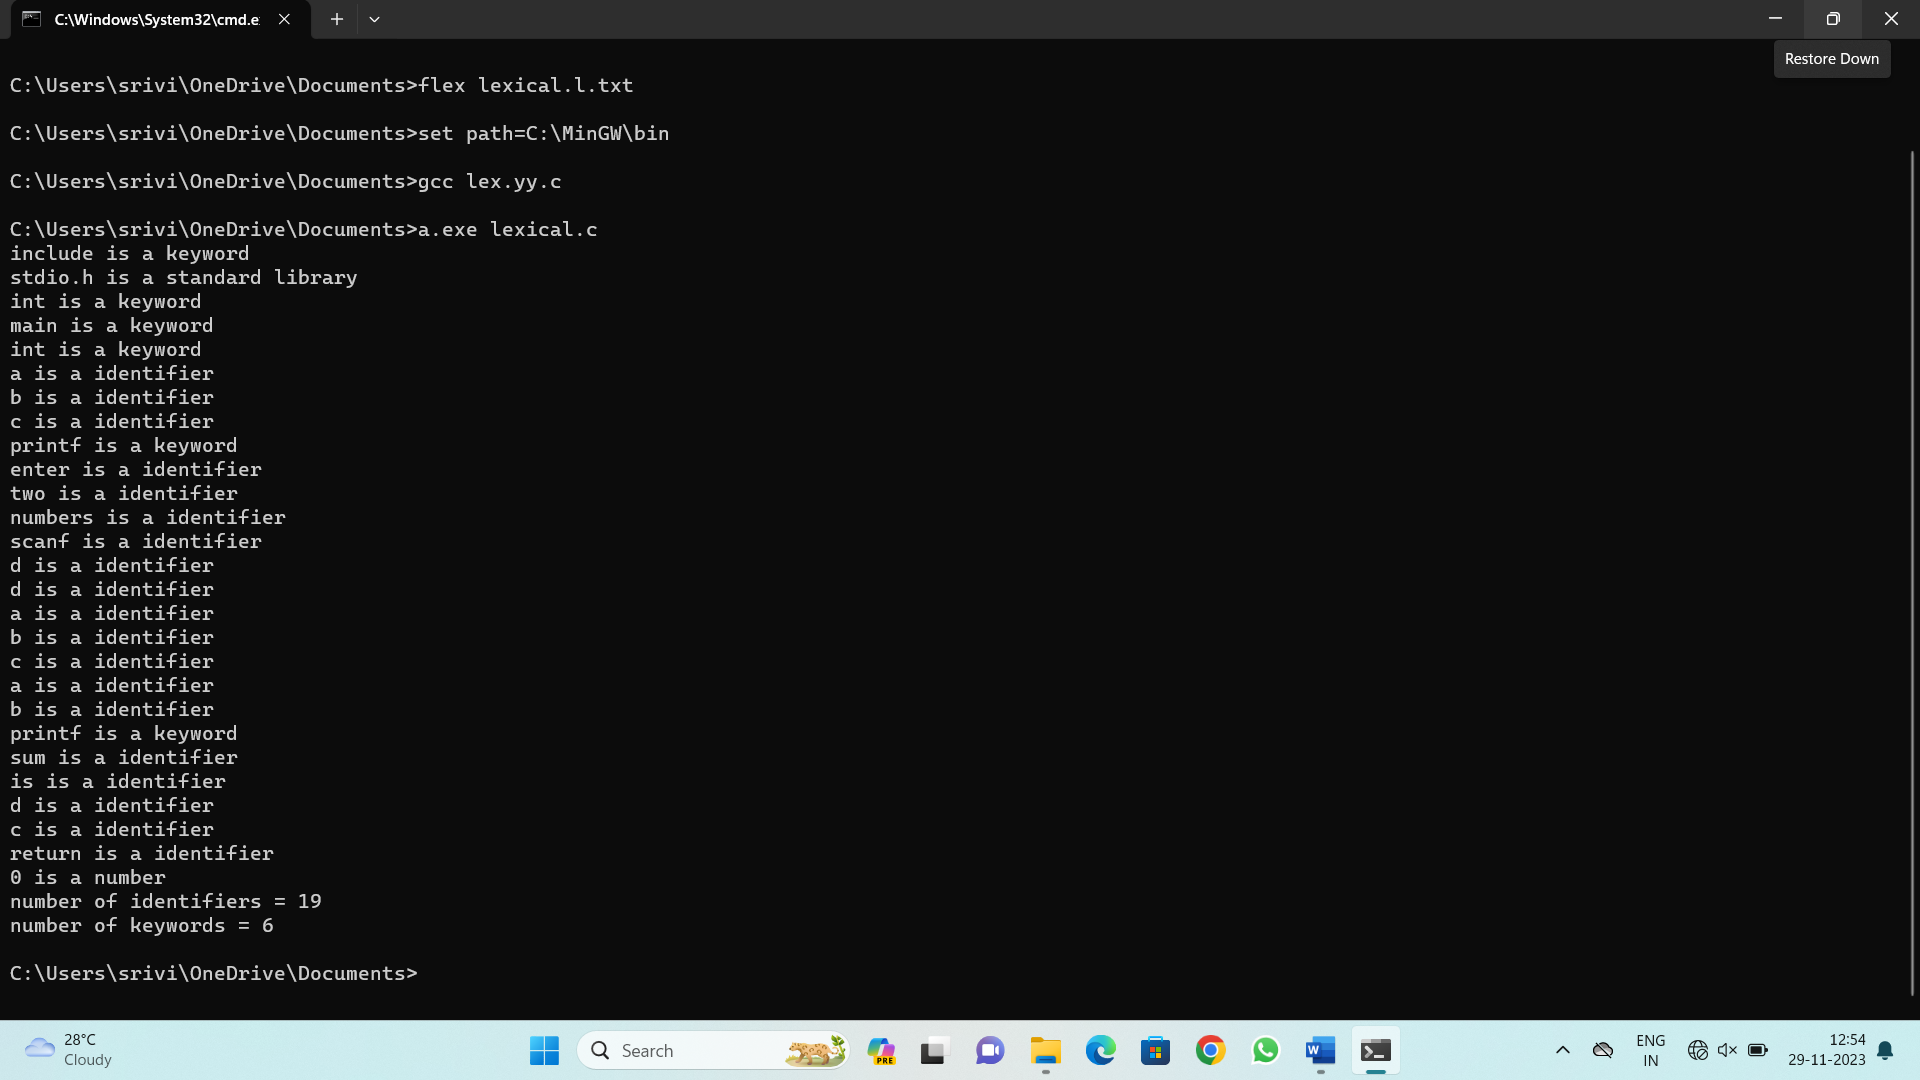 C:\Windows\System32\cmd.e
Restore Down
C:\Users\srivi\OneDrive\Documents>flex lexical.l.txt
C:\Users\srivi\OneDrive\Documents>set path=C:\MinGW\bin
C:\Users\srivi\OneDrive\Documents>gcc lex.yy.c
C:\Users\srivi\OneDrive\Documents>a.exe lexical.c
include is a keyword
stdio.h is a standard library
int is a keyword
main is a keyword
int is a keyword
a is a identifier
b is a identifier
c is a identifier
printf is a keyword
enter is a identifier
two is a identifier
numbers is a identifier
scanf is a identifier
d is a identifier
d is a identifier
a is a identifier
b is a identifier
c is a identifier
a is a identifier
b is a identifier
printf is a keyword
sum is a identifier
is is a identifier
d is a identifier
c is a identifier
return is a identifier
0 is a number
number of identifiers = 19
number of keywords = 6
C:\Users\srivi\OneDrive\Documents>
28°C
Cloudy
Search
PRE
W
ENG
IN
12:54
29-11-2023